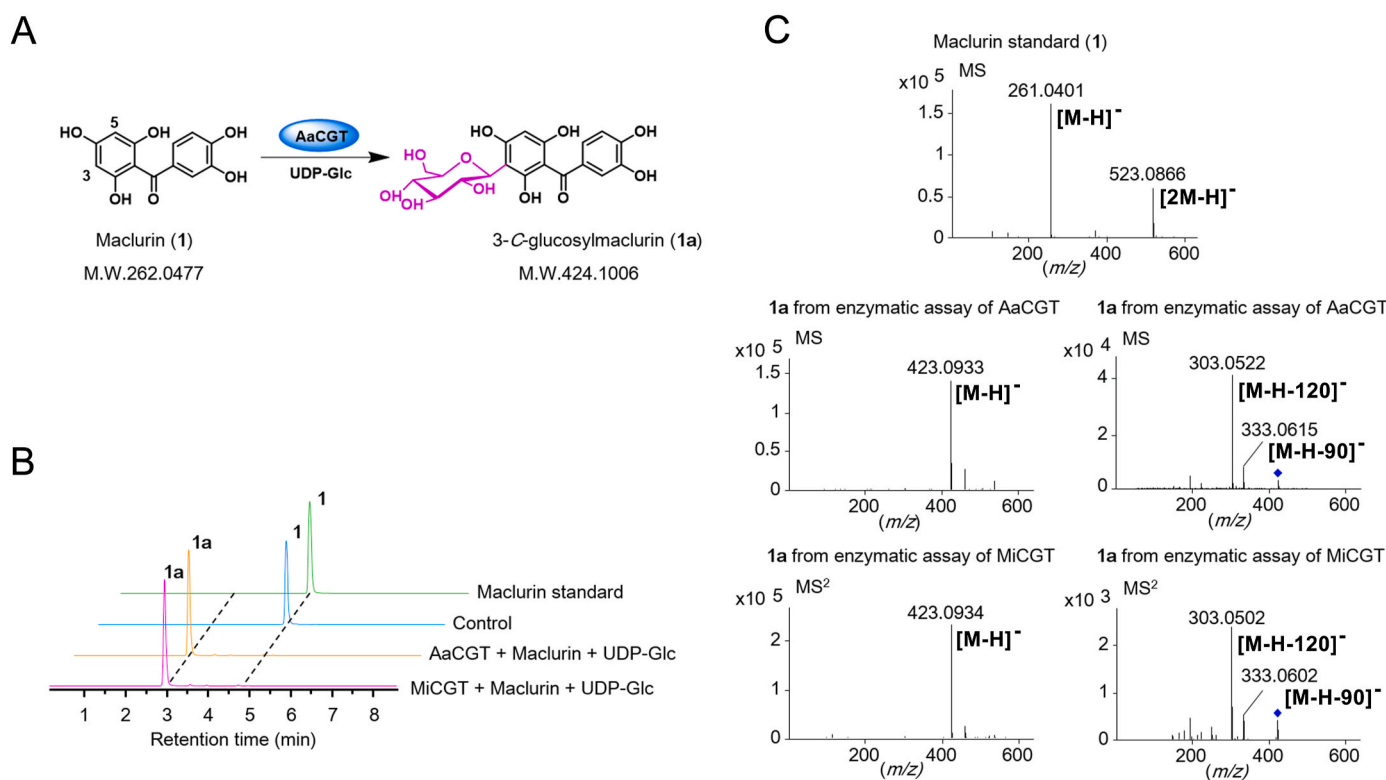 A
HO
5
OH
OH
3
OH
O
OH
AaCGT
UDP-Glc
HO
OH
OH
HO
O
OH
OH
HO
OH
O
OH
Maclurin (1)
M.W.262.0477
3-C-glucosylmaclurin (1a)
M.W.424.1006
B
1
1
1a
1a
Maclurin standard
Control
AaCGT + Maclurin + UDP-Glc
MiCGT + Maclurin + UDP-Glc
1 2 3 4 5 6 7 8
Retention time (min)
C
Maclurin standard (1)
x10 5 MS
261.0401
[M-H]-
523.0866
[2M-H]-
1.5
1
0.5
0
200 400 600
(m/z)
1a from enzymatic assay of AaCGT
x10 5 MS
423.0933
[M-H]-
1.5
1
0.5
0
200 400 600
(m/z)
1a from enzymatic assay of AaCGT
x10 4 MS
303.0522
[M-H-120]-
333.0615
[M-H-90]-
4
2
0
200 400 600
(m/z)
1a from enzymatic assay of MiCGT
x10 5 MS2
423.0934
[M-H]-
2
1
0
200 400 600
(m/z)
1a from enzymatic assay of MiCGT
x10 3 MS2
303.0502
[M-H-120]-
333.0602
[M-H-90]-
2
1
0
200 400 600
(m/z)